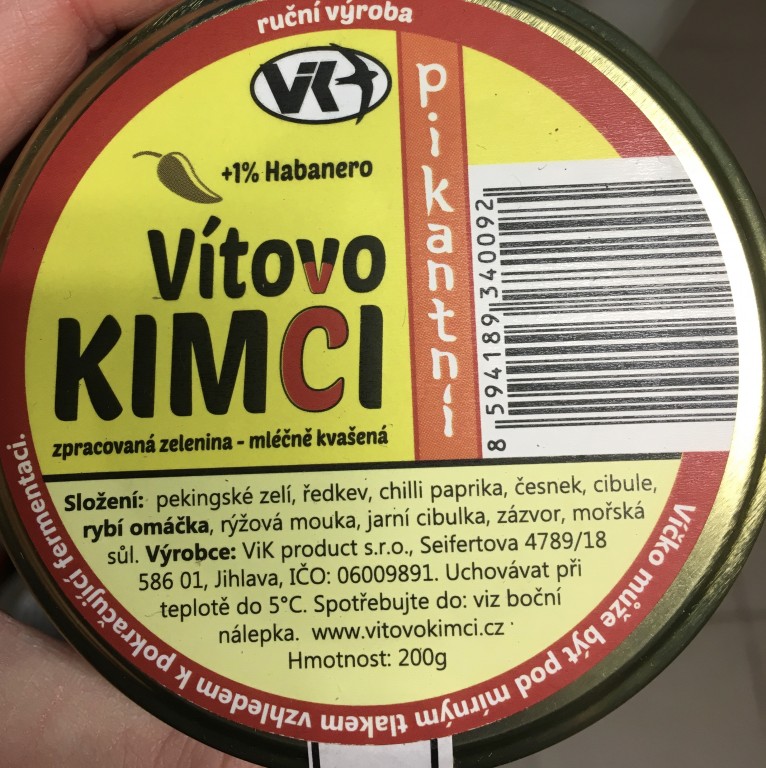 ruční výroba
ViK
+1% Habanero
Vítovo
KIMCI
pikantní
zpracovaná zelenina - mléčně kvašená
8 594189 340092
Složení: pekingské zelí, ředkev, chilli paprika, česnek, cibule,
rybí omáčka, rýžová mouka, jarní cibulka, zázvor, mořská
sůl. Výrobce: ViK product s.r.o., Seifertova 4789/18
586 01, Jihlava, IČO: 06009891. Uchovávat při
teplotě do 5°C. Spotřebujte do: viz boční
nálepka. www.vitovokimci.cz
Hmotnost: 200g
Víčko může být pod mírným tlakem vzhledem k pokračující fermentaci.